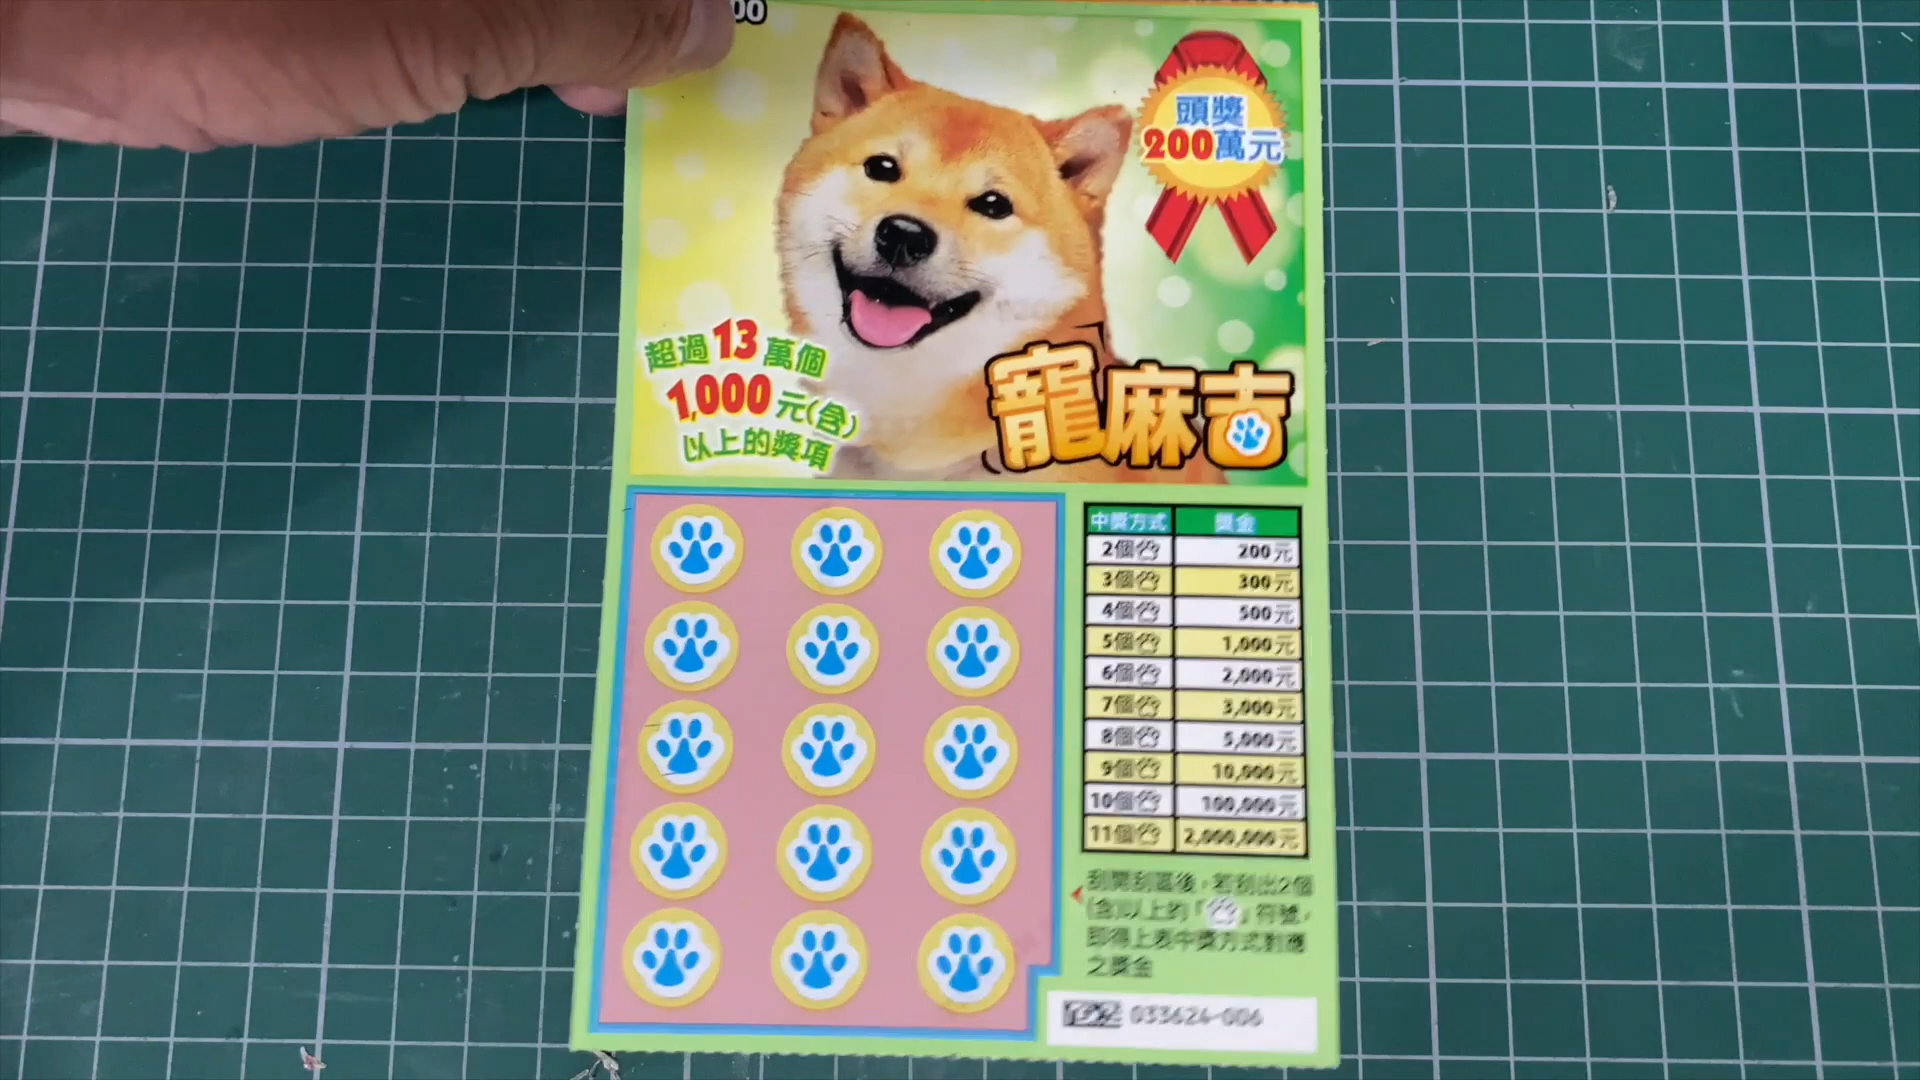 00
頭獎
200萬元
超過13萬個
1,000元(含)
以上的獎項
寵麻吉
中獎方式 獎金
2個 200元
3個 300元
4個 500元
5個 1,000元
6個 2,000元
7個 3,000元
8個 5,000元
9個 10,000元
10個 100,000元
11個 2,000,000元
刮開刮區後，若刮出2個
(含)以上的「 」符號，
即得上表中獎方式對應
之獎金
033624-006